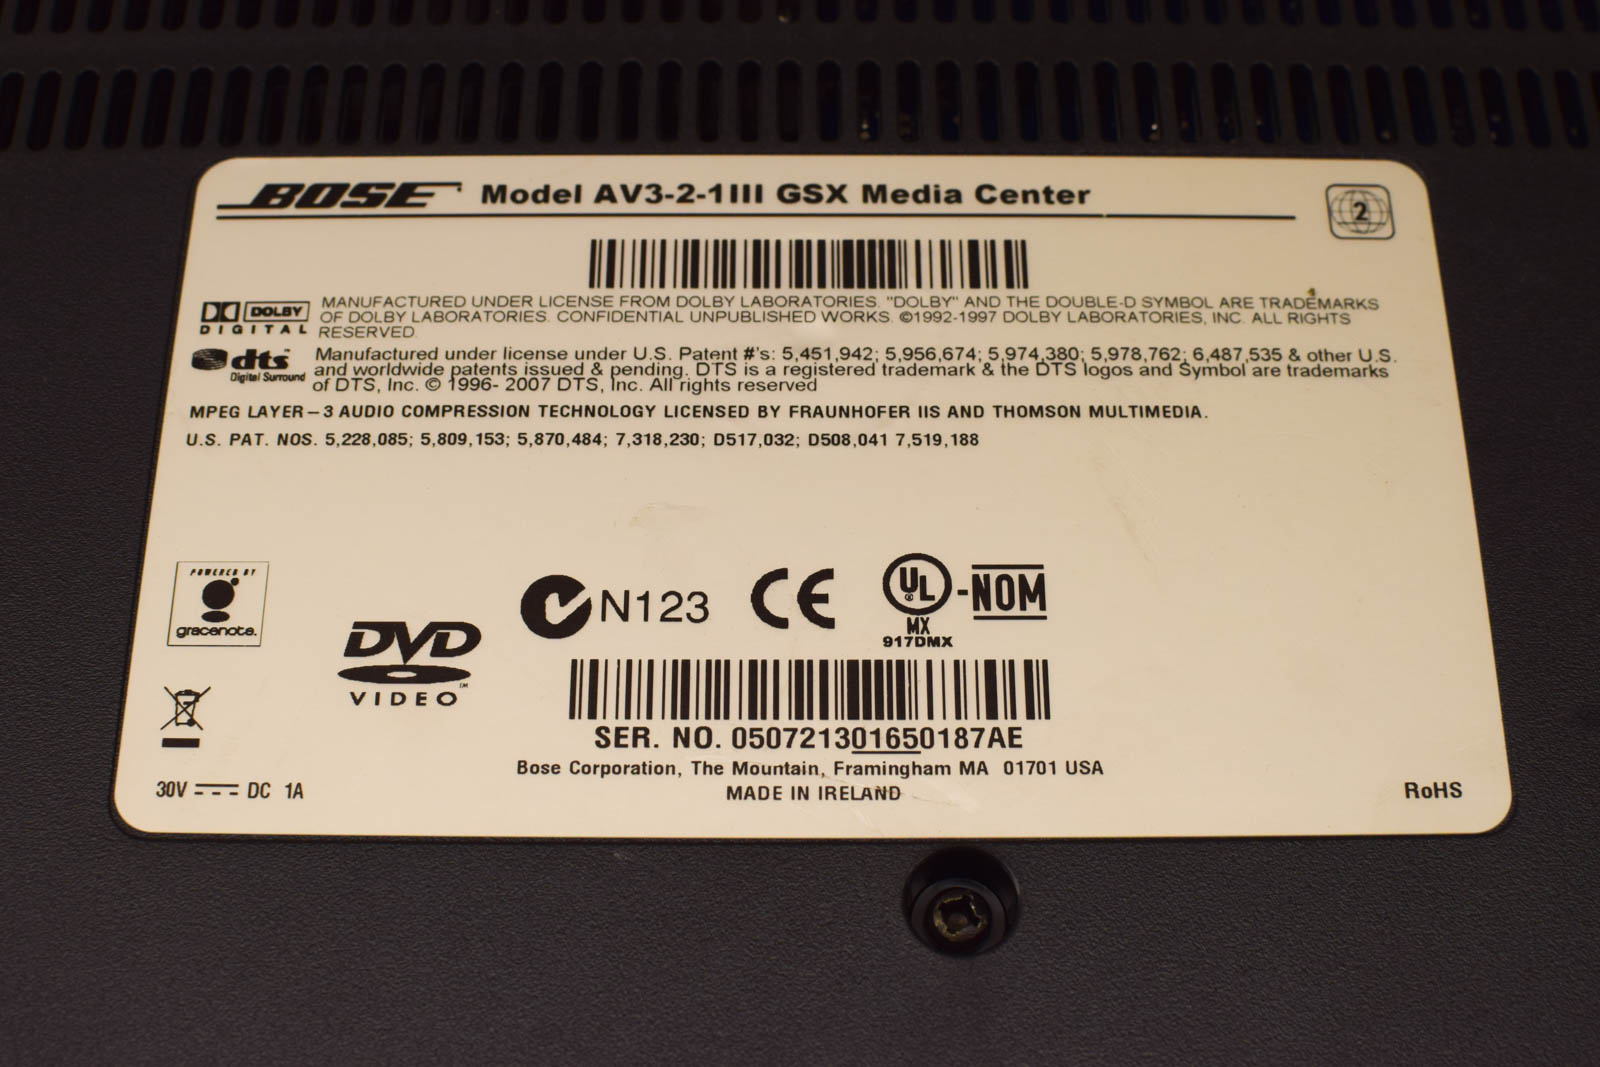 BOSE Model AV3-2-1III GSX Media Center
2
DOLBY
DIGITAL
MANUFACTURED UNDER LICENSE FROM DOLBY LABORATORIES. "DOLBY" AND THE DOUBLE-D SYMBOL ARE TRADEMARKS
OF DOLBY LABORATORIES. CONFIDENTIAL UNPUBLISHED WORKS. ©1992-1997 DOLBY LABORATORIES, INC. ALL RIGHTS
RESERVED.
dts™
Digital Surround
Manufactured under license under U.S. Patent #'s: 5,451,942; 5,956,674; 5,974,380; 5,978,762; 6,487,535 & other U.S.
and worldwide patents issued & pending. DTS is a registered trademark & the DTS logos and Symbol are trademarks
of DTS, Inc. © 1996- 2007 DTS, Inc. All rights reserved
MPEG LAYER–3 AUDIO COMPRESSION TECHNOLOGY LICENSED BY FRAUNHOFER IIS AND THOMSON MULTIMEDIA.
U.S. PAT. NOS. 5,228,085; 5,809,153; 5,870,484; 7,318,230; D517,032; D508,041 7,519,188
POWERED BY
gracenote.
DVD
VIDEO™
N123
CE
UL® -NOM
MX
917DMX
SER. NO. 050721301650187AE
Bose Corporation, The Mountain, Framingham MA 01701 USA
MADE IN IRELAND
30V DC 1A
RoHS